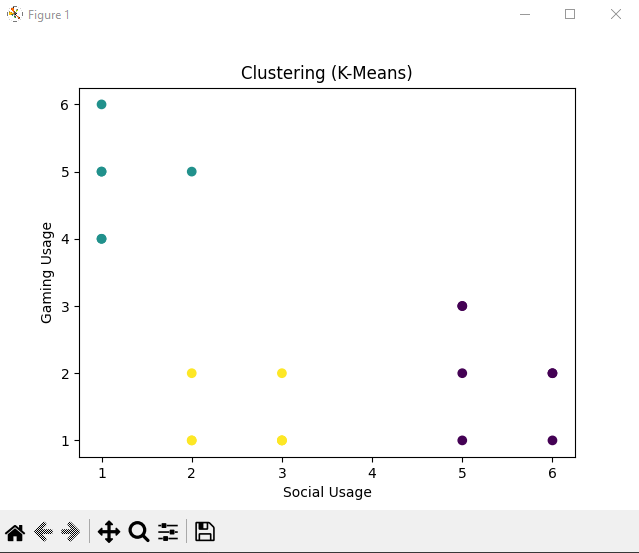 Figure 1
Clustering (K-Means)
6
5
4
3
2
1
Gaming Usage
1 2 3 4 5 6
Social Usage